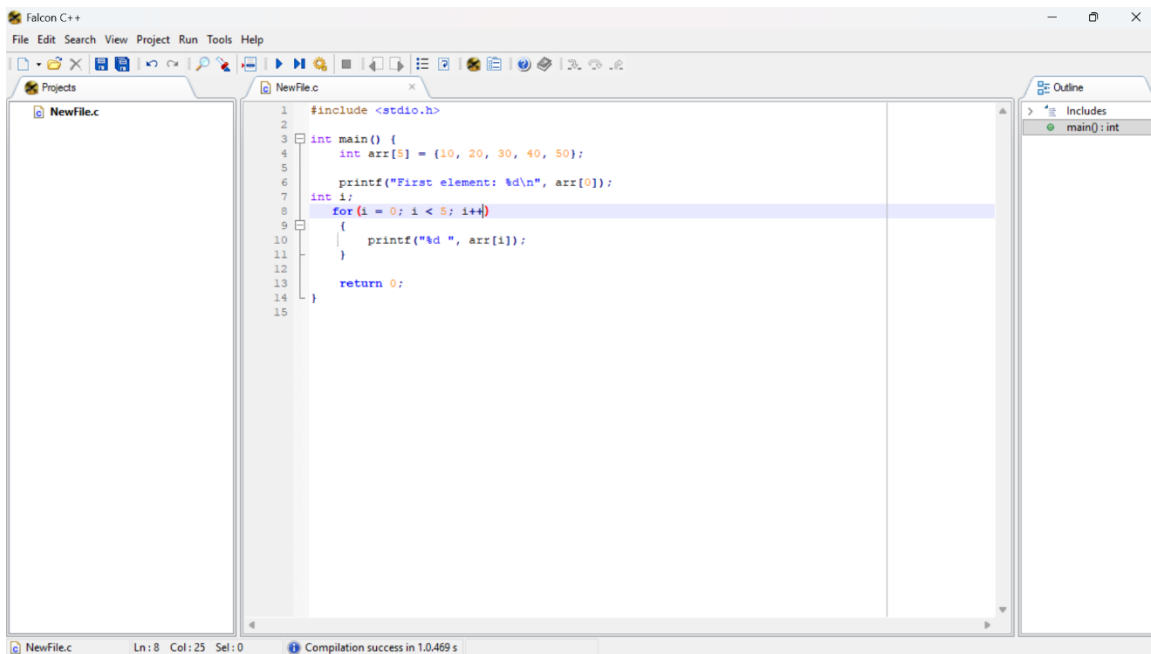 Falcon C++
File Edit Search View Project Run Tools Help
Projects
NewFile.c
Outline
NewFile.c
Includes
main() : int
1 #include <stdio.h>
2
3 int main() {
4 int arr[5] = {10, 20, 30, 40, 50};
5
6 printf("First element: %d\n", arr[0]);
7 int i;
8 for(i = 0; i < 5; i++)
9 {
10 printf("%d ", arr[i]);
11 }
12
13 return 0;
14 }
15
NewFile.c Ln : 8 Col : 25 Sel : 0 Compilation success in 1.0.469 s